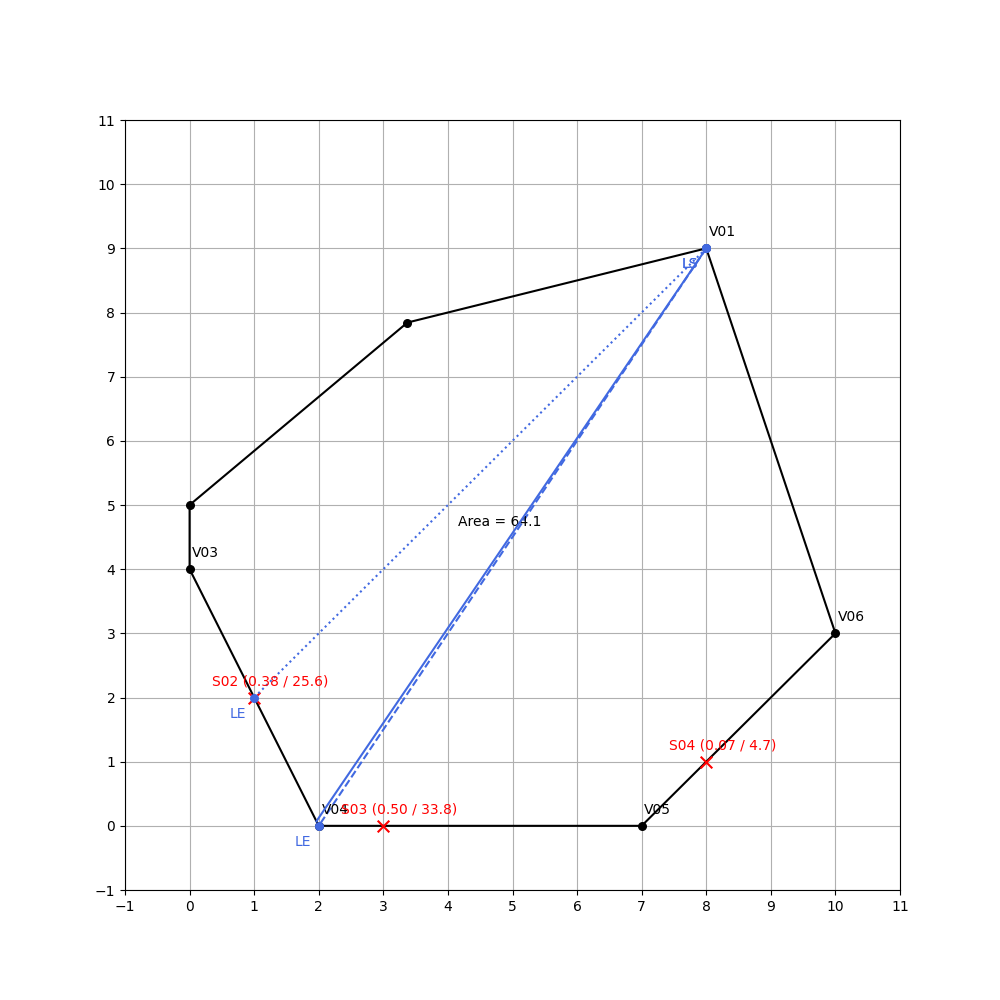 11
10
9
8
7
6
5
4
3
2
1
0
−1
−1 0 1 2 3 4 5 6 7 8 9 10 11
V01
Area = 64.1
V03
V06
S02 (0.38 / 25.6)
LE
S04 (0.07 / 4.7)
V04
S03 (0.50 / 33.8)
V05
LE